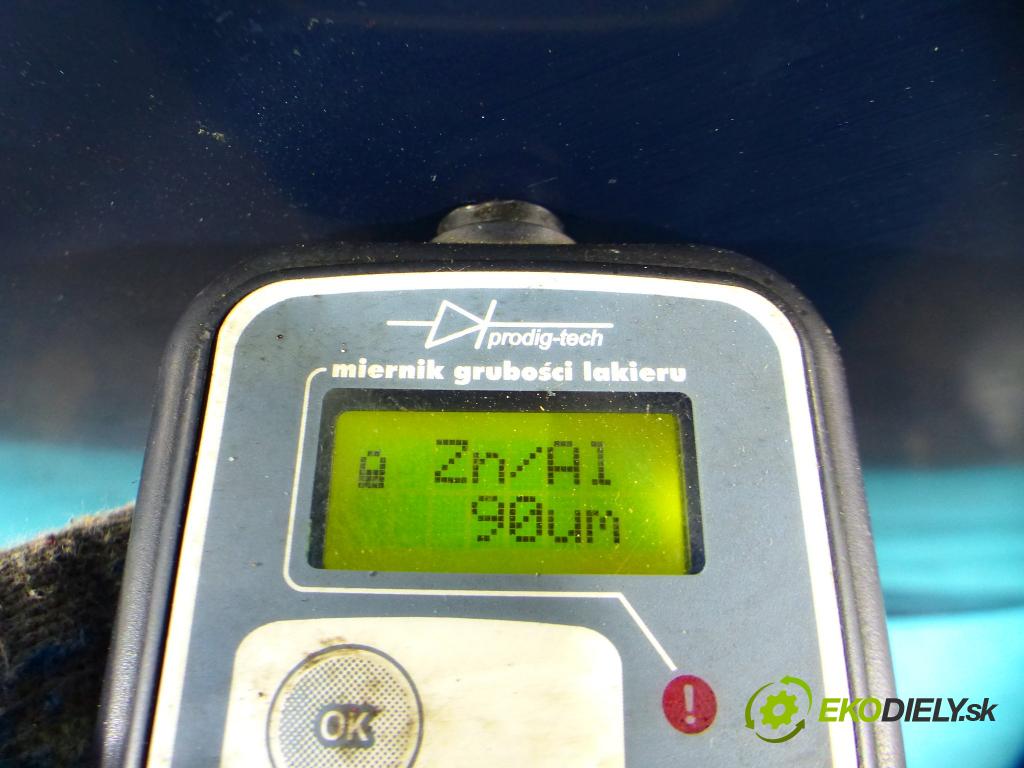 prodig-tech
miernik grubości lakieru
Zn/Al
90um
OK
!
EKODIELY.sk